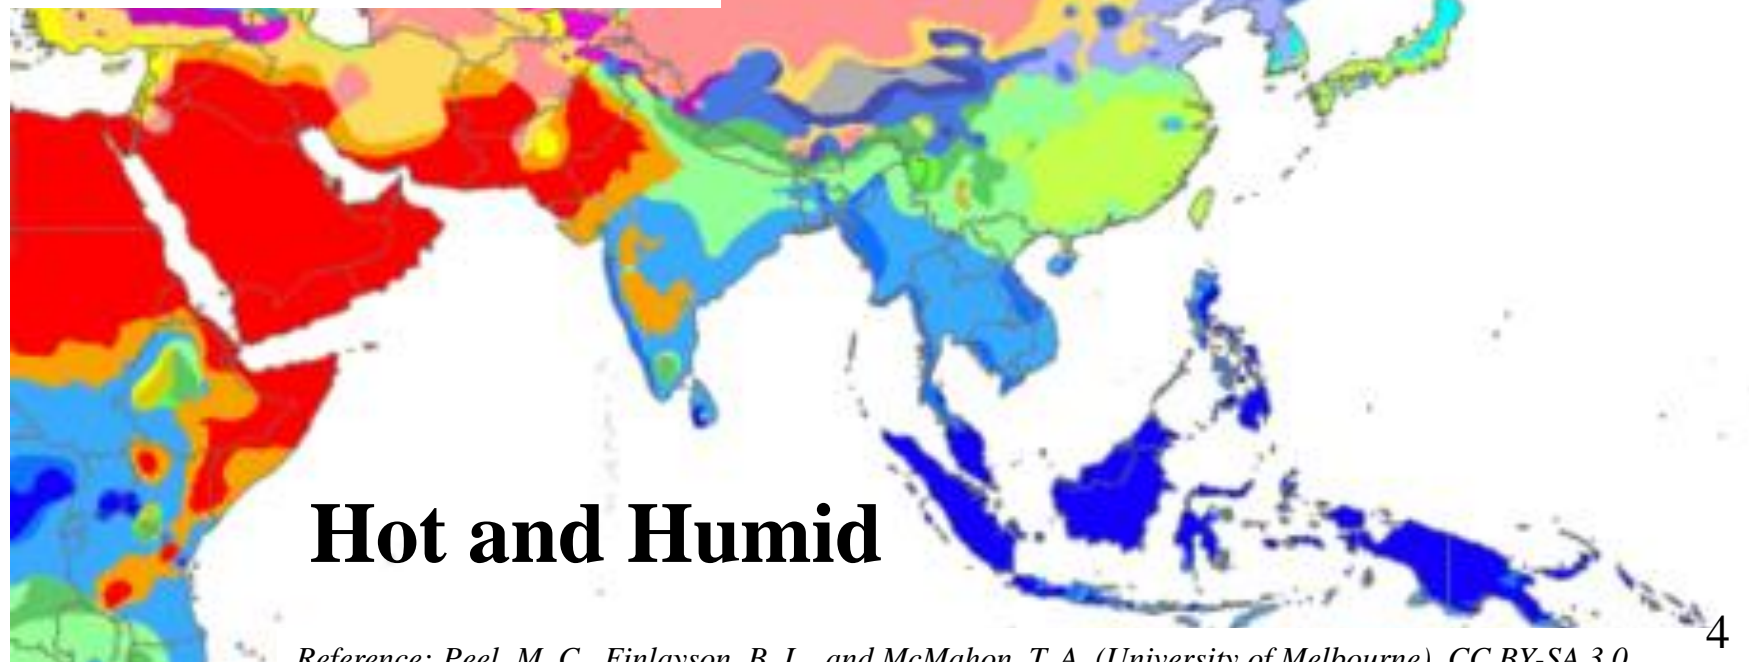 Hot and Humid
4
Reference: Peel, M. C., Finlayson, B. L., and McMahon, T. A. (University of Melbourne), CC BY-SA 3.0